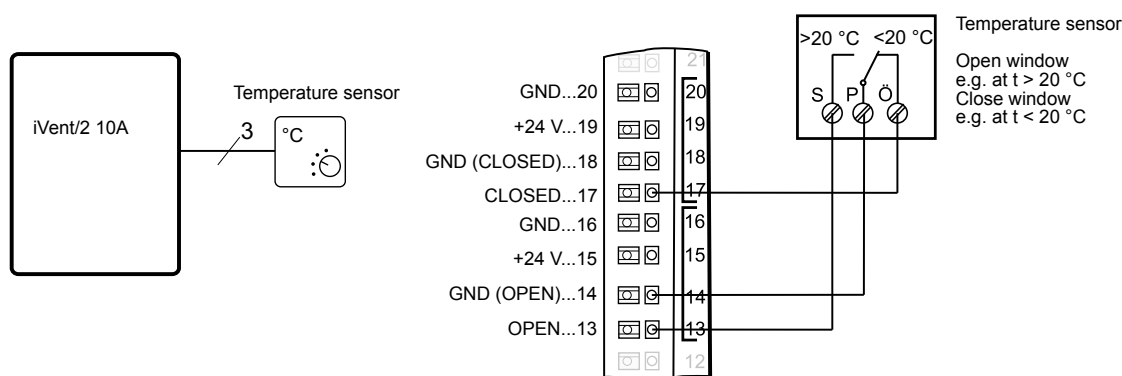 iVent/2 10A
3
Temperature sensor
°C
GND...20
+24 V...19
GND (CLOSED)...18
CLOSED...17
GND...16
+24 V...15
GND (OPEN)...14
OPEN...13
21
20
19
18
17
16
15
14
13
12
>20 °C <20 °C
S P Ö
Temperature sensor
Open window
e.g. at t > 20 °C
Close window
e.g. at t < 20 °C